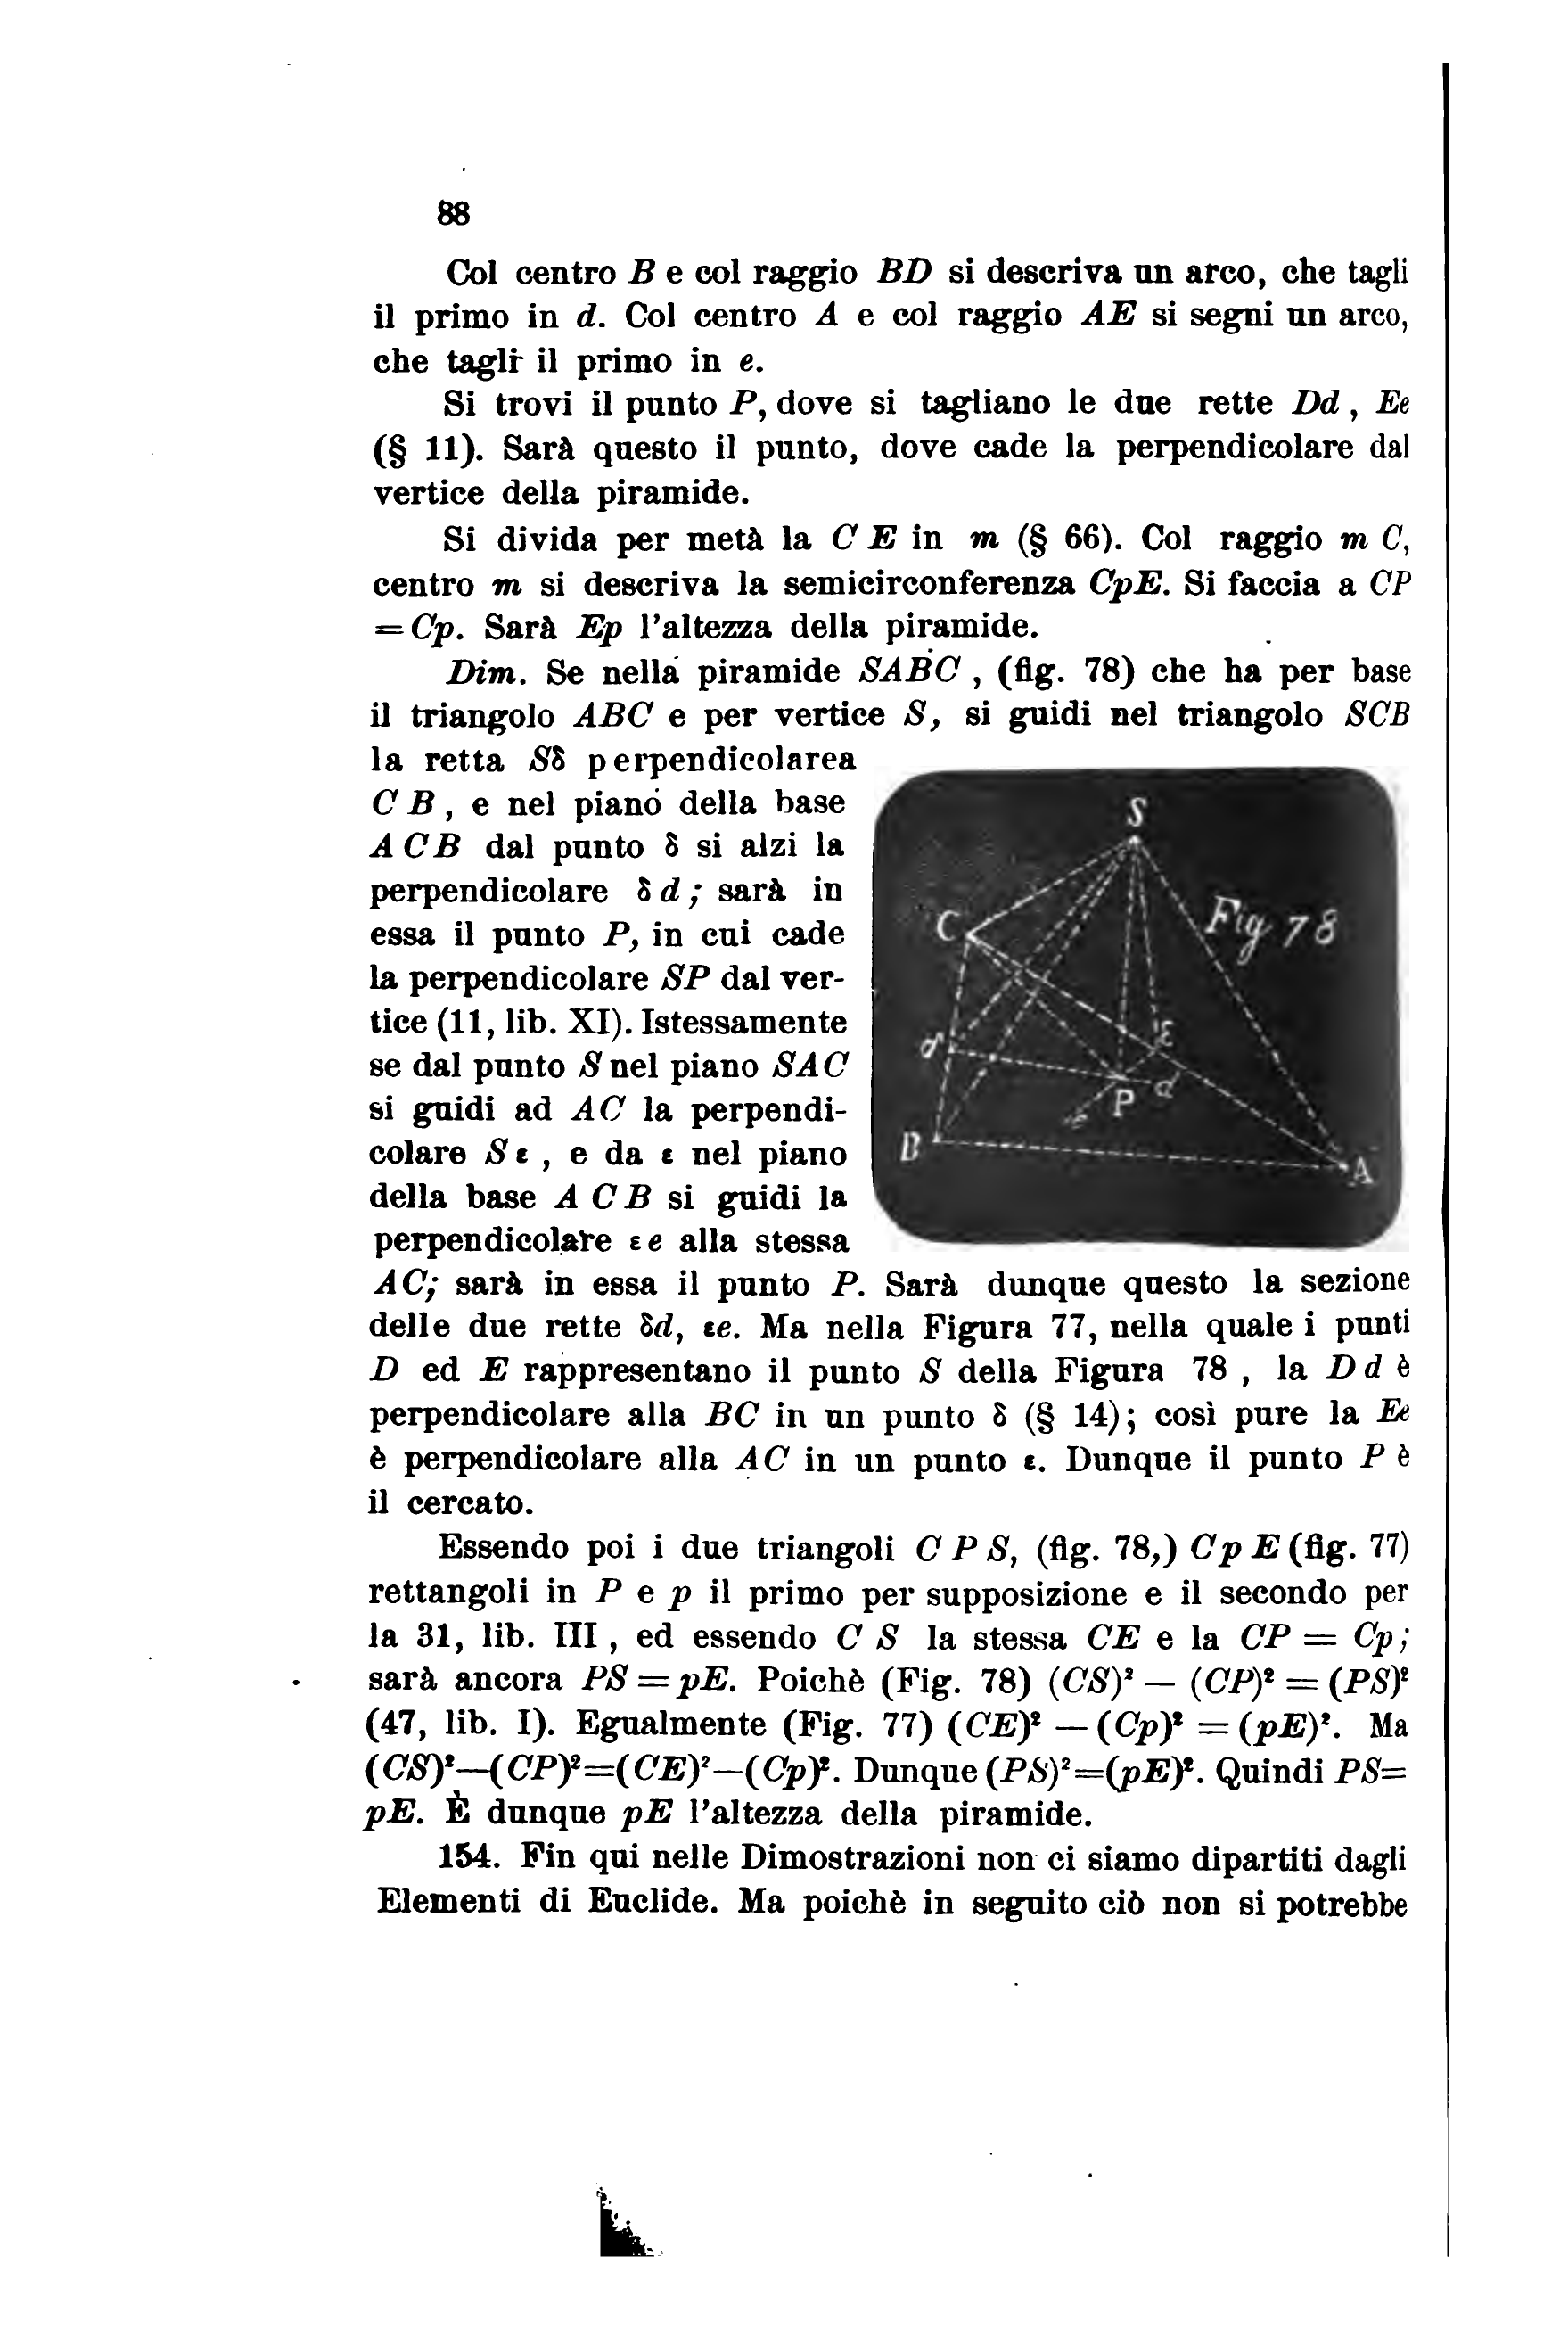 88
Col centro B e col raggio BD si descriva un arco, che tagli
il primo in d. Col centro A e col raggio AE si segni un arco,
che tagli il primo in e.
Si trovi il punto P, dove si tagliano le due rette Dd, Ee
(§ 11). Sarà questo il punto, dove cade la perpendicolare dal
vertice della piramide.
Si divida per metà la C E in m (§ 66). Col raggio m C,
centro m si descriva la semicirconferenza CpE. Si faccia a CP
= Cp. Sarà Ep l'altezza della piramide.
Dim. Se nella piramide SABC, (fig. 78) che ha per base
il triangolo ABC e per vertice S, si guidi nel triangolo SCB
la retta Sδ perpendicolarea
C B, e nel piano della base
A C B dal punto δ si alzi la
perpendicolare δ d; sarà in
essa il punto P, in cui cade
la perpendicolare SP dal ver-
tice (11, lib. XI). Istessamente
se dal punto S nel piano SAC
si guidi ad AC la perpendi-
colare S ε, e da ε nel piano
della base A C B si guidi la
perpendicolare ε e alla stessa
S
C
Fig 78
δ
ε
P
d
e
B
A
AC; sarà in essa il punto P. Sarà dunque questo la sezione
delle due rette δd, εe. Ma nella Figura 77, nella quale i punti
D ed E rappresentano il punto S della Figura 78, la D d è
perpendicolare alla BC in un punto δ (§ 14); così pure la Ee
è perpendicolare alla AC in un punto ε. Dunque il punto P è
il cercato.
Essendo poi i due triangoli C P S, (fig. 78,) C p E (fig. 77)
rettangoli in P e p il primo per supposizione e il secondo per
la 31, lib. III, ed essendo C S la stessa CE e la CP = Cp;
sarà ancora PS = pE. Poichè (Fig. 78) (CS)² — (CP)² = (PS)²
(47, lib. I). Egualmente (Fig. 77) (CE)² — (Cp)² = (pE)². Ma
(CS)²—(CP)²=(CE)²—(Cp)². Dunque (PS)²=(pE)². Quindi PS=
pE. È dunque pE l'altezza della piramide.
154. Fin qui nelle Dimostrazioni non ci siamo dipartiti dagli
Elementi di Euclide. Ma poichè in seguito ciò non si potrebbe